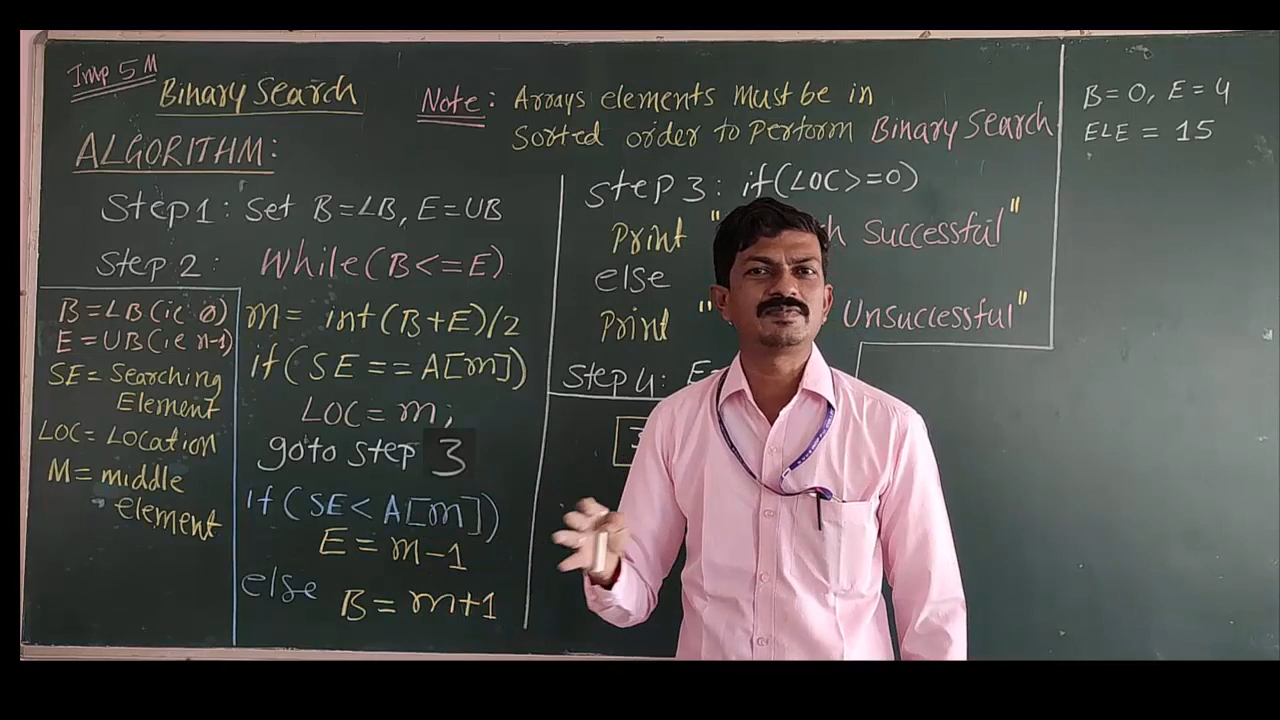 Imp 5 M
Binary Search
Note: Arrays elements must be in
Sorted order to Perform Binary Search
ALGORITHM:
Step 1: Set B=LB, E=UB
Step 2: While(B<=E)
B=LB(ie 0)
E=UB(ie n-1)
SE= Searching
Element
LOC= Location
M= middle
element
m= int(B+E)/2
if(SE==A[m])
LOC=m;
goto step 3
if(SE<A[m])
E=m-1
else B=m+1
Step 3: if(LOC>=0)
Print " Successful"
else
Print " Unsuccessful"
Step 4:
B=0, E=4
ELE = 15